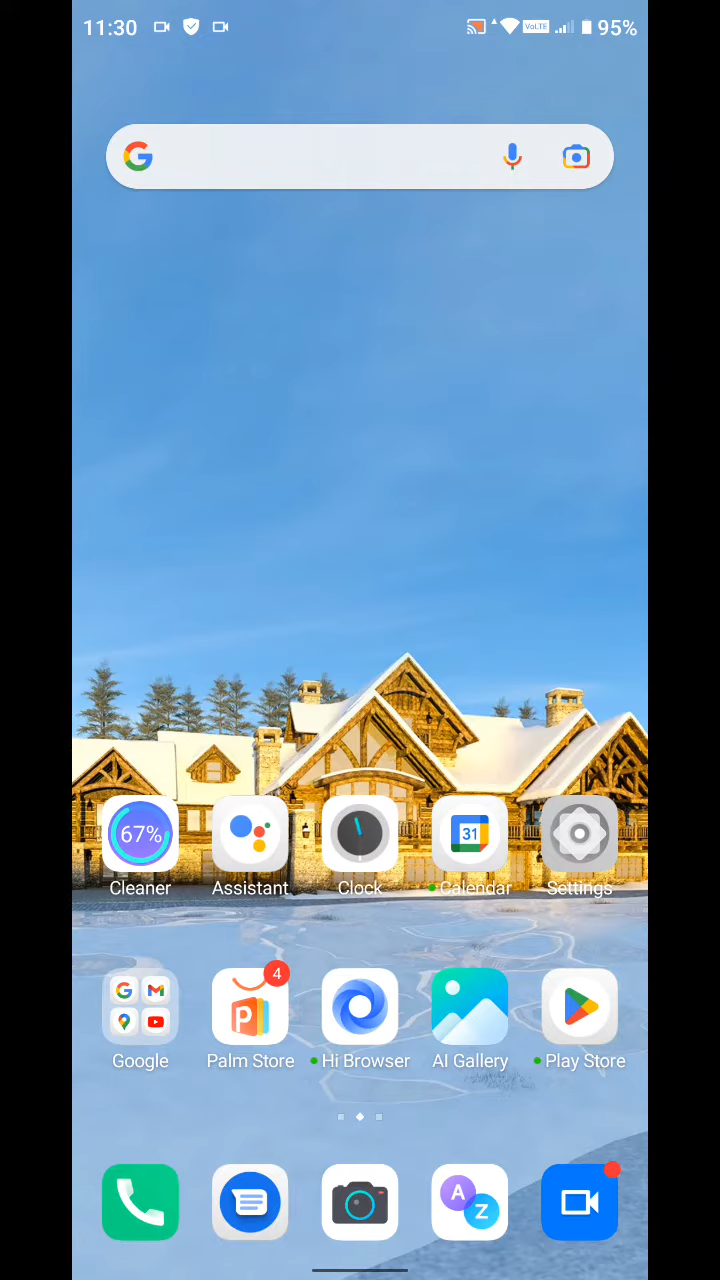 11:30 VoLTE 95%
67% 31
Cleaner Assistant Clock Calendar Settings
4
Google Palm Store Hi Browser AI Gallery Play Store
A Z